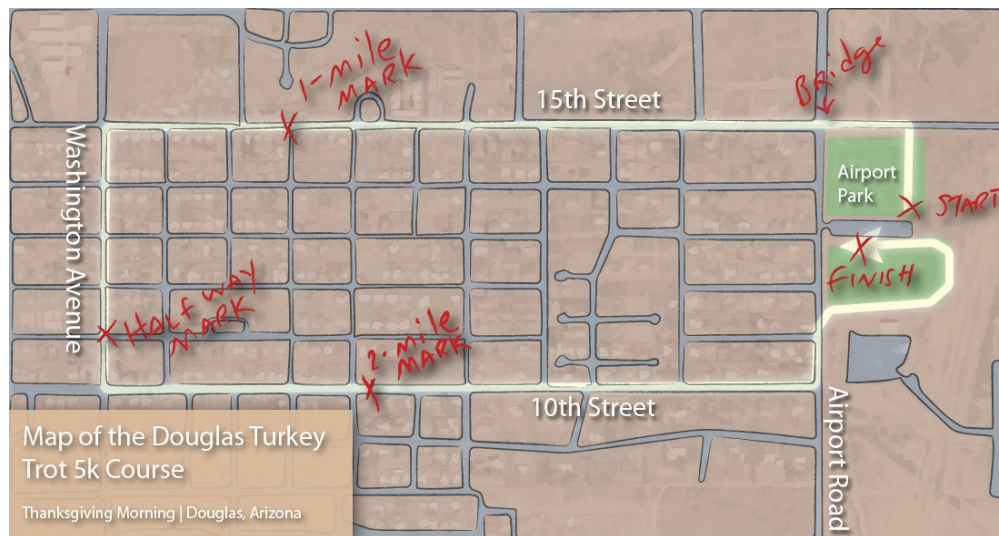 1-mile
MARK
Bridge
15th Street
Washington Avenue
Airport
Park
START
FINISH
HAlf WAY
MARK
2-mile
MARK
10th Street
Airport Road
Map of the Douglas Turkey
Trot 5k Course
Thanksgiving Morning | Douglas, Arizona